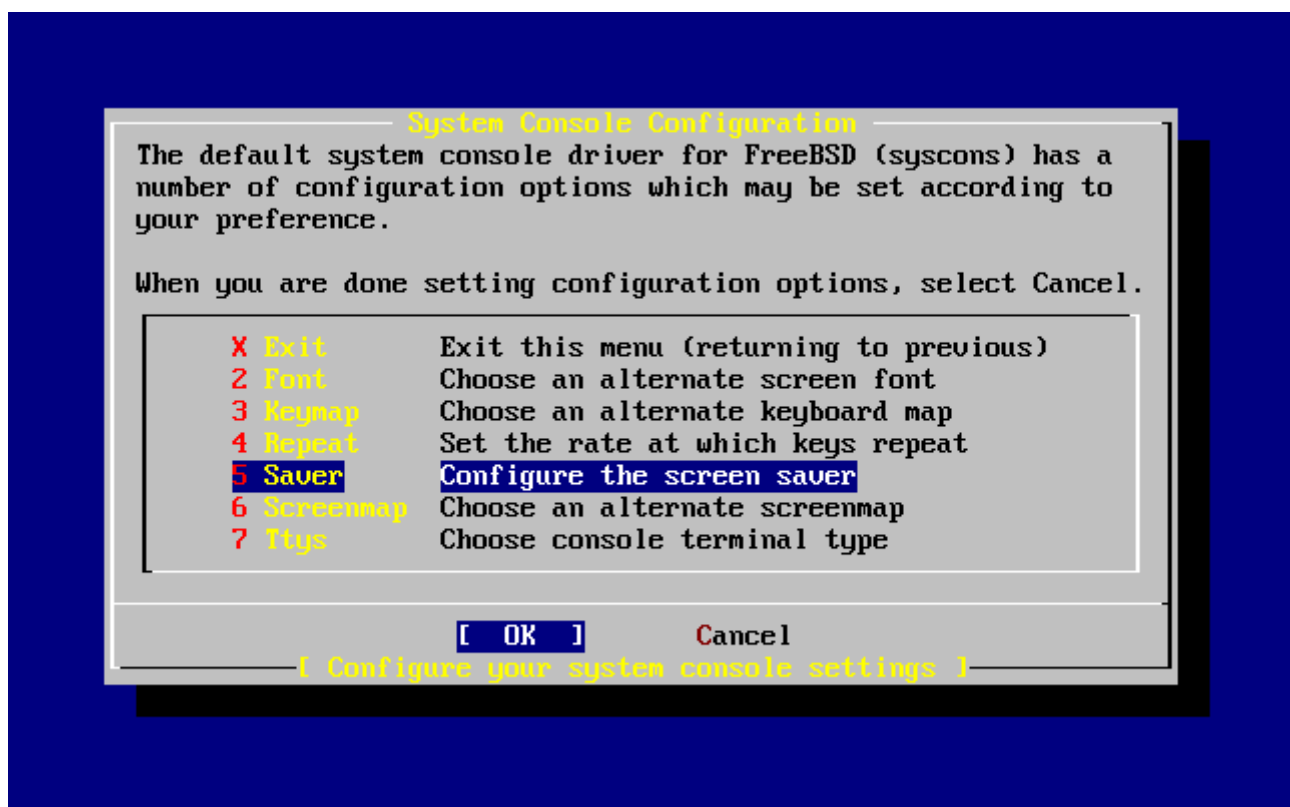 System Console Configuration
The default system console driver for FreeBSD (syscons) has a
number of configuration options which may be set according to
your preference.
When you are done setting configuration options, select Cancel.
X Exit Exit this menu (returning to previous)
2 Font Choose an alternate screen font
3 Keymap Choose an alternate keyboard map
4 Repeat Set the rate at which keys repeat
5 Saver Configure the screen saver
6 Screenmap Choose an alternate screenmap
7 Ttys Choose console terminal type
[ OK ] Cancel
[ Configure your system console settings ]